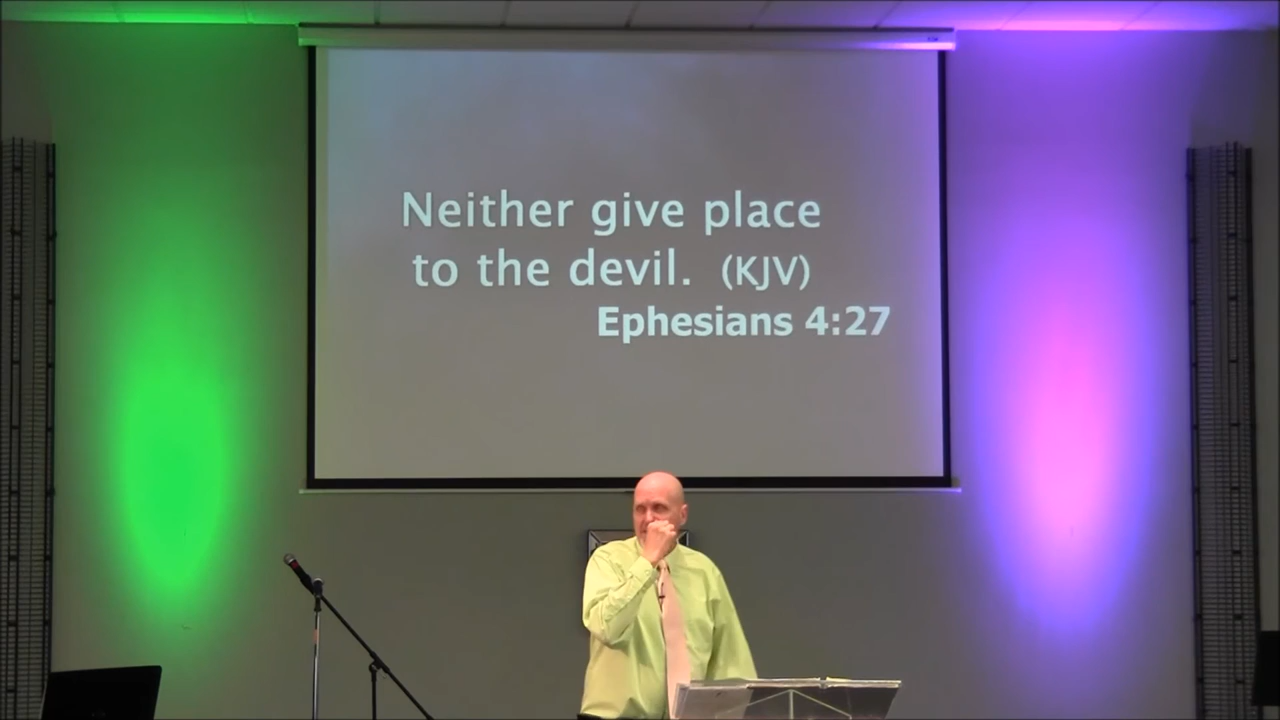 Neither give place
to the devil. (KJV)
Ephesians 4:27